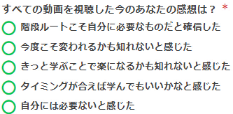 すべての動画を視聴した今のあなたの感想は？ *
階段ルートこそ自分に必要なものだと確信した
今度こそ変われるかも知れないと感じた
きっと学ぶことで楽になるかも知れないと感じた
タイミングが合えば学んでもいいかなと感じた
自分には必要ないと感じた